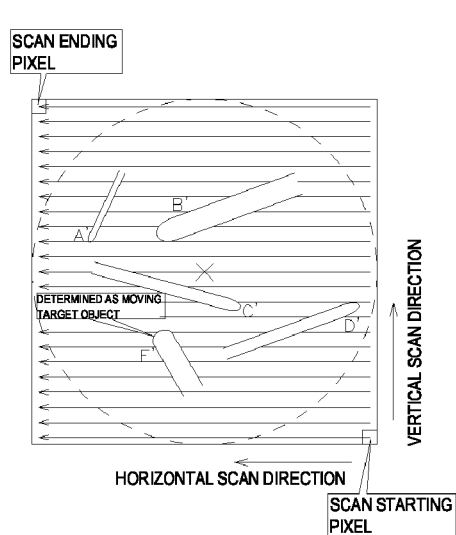 SCAN ENDING
PIXEL
B'
A'
C'
DETERMINED AS MOVING
TARGET OBJECT
D'
F'
VERTICAL SCAN DIRECTION
HORIZONTAL SCAN DIRECTION
SCAN STARTING
PIXEL